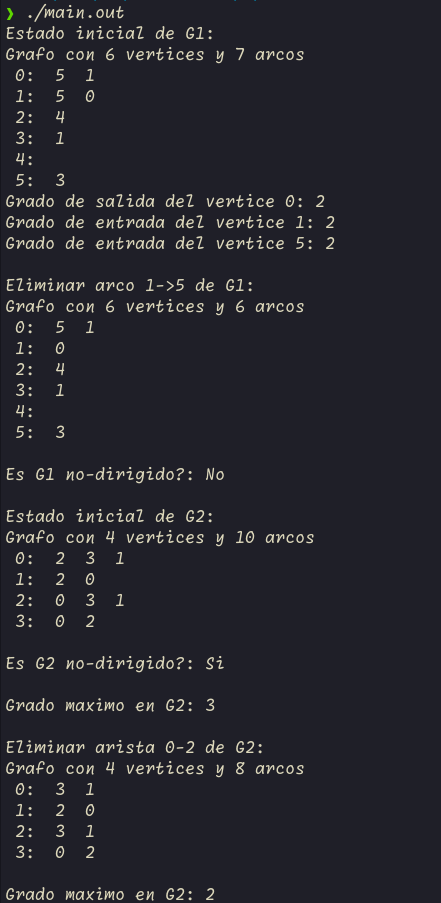 ❯ ./main.out
Estado inicial de G1:
Grafo con 6 vertices y 7 arcos
0: 5 1
1: 5 0
2: 4
3: 1
4:
5: 3
Grado de salida del vertice 0: 2
Grado de entrada del vertice 1: 2
Grado de entrada del vertice 5: 2
Eliminar arco 1->5 de G1:
Grafo con 6 vertices y 6 arcos
0: 5 1
1: 0
2: 4
3: 1
4:
5: 3
Es G1 no-dirigido?: No
Estado inicial de G2:
Grafo con 4 vertices y 10 arcos
0: 2 3 1
1: 2 0
2: 0 3 1
3: 0 2
Es G2 no-dirigido?: Si
Grado maximo en G2: 3
Eliminar arista 0-2 de G2:
Grafo con 4 vertices y 8 arcos
0: 3 1
1: 2 0
2: 3 1
3: 0 2
Grado maximo en G2: 2